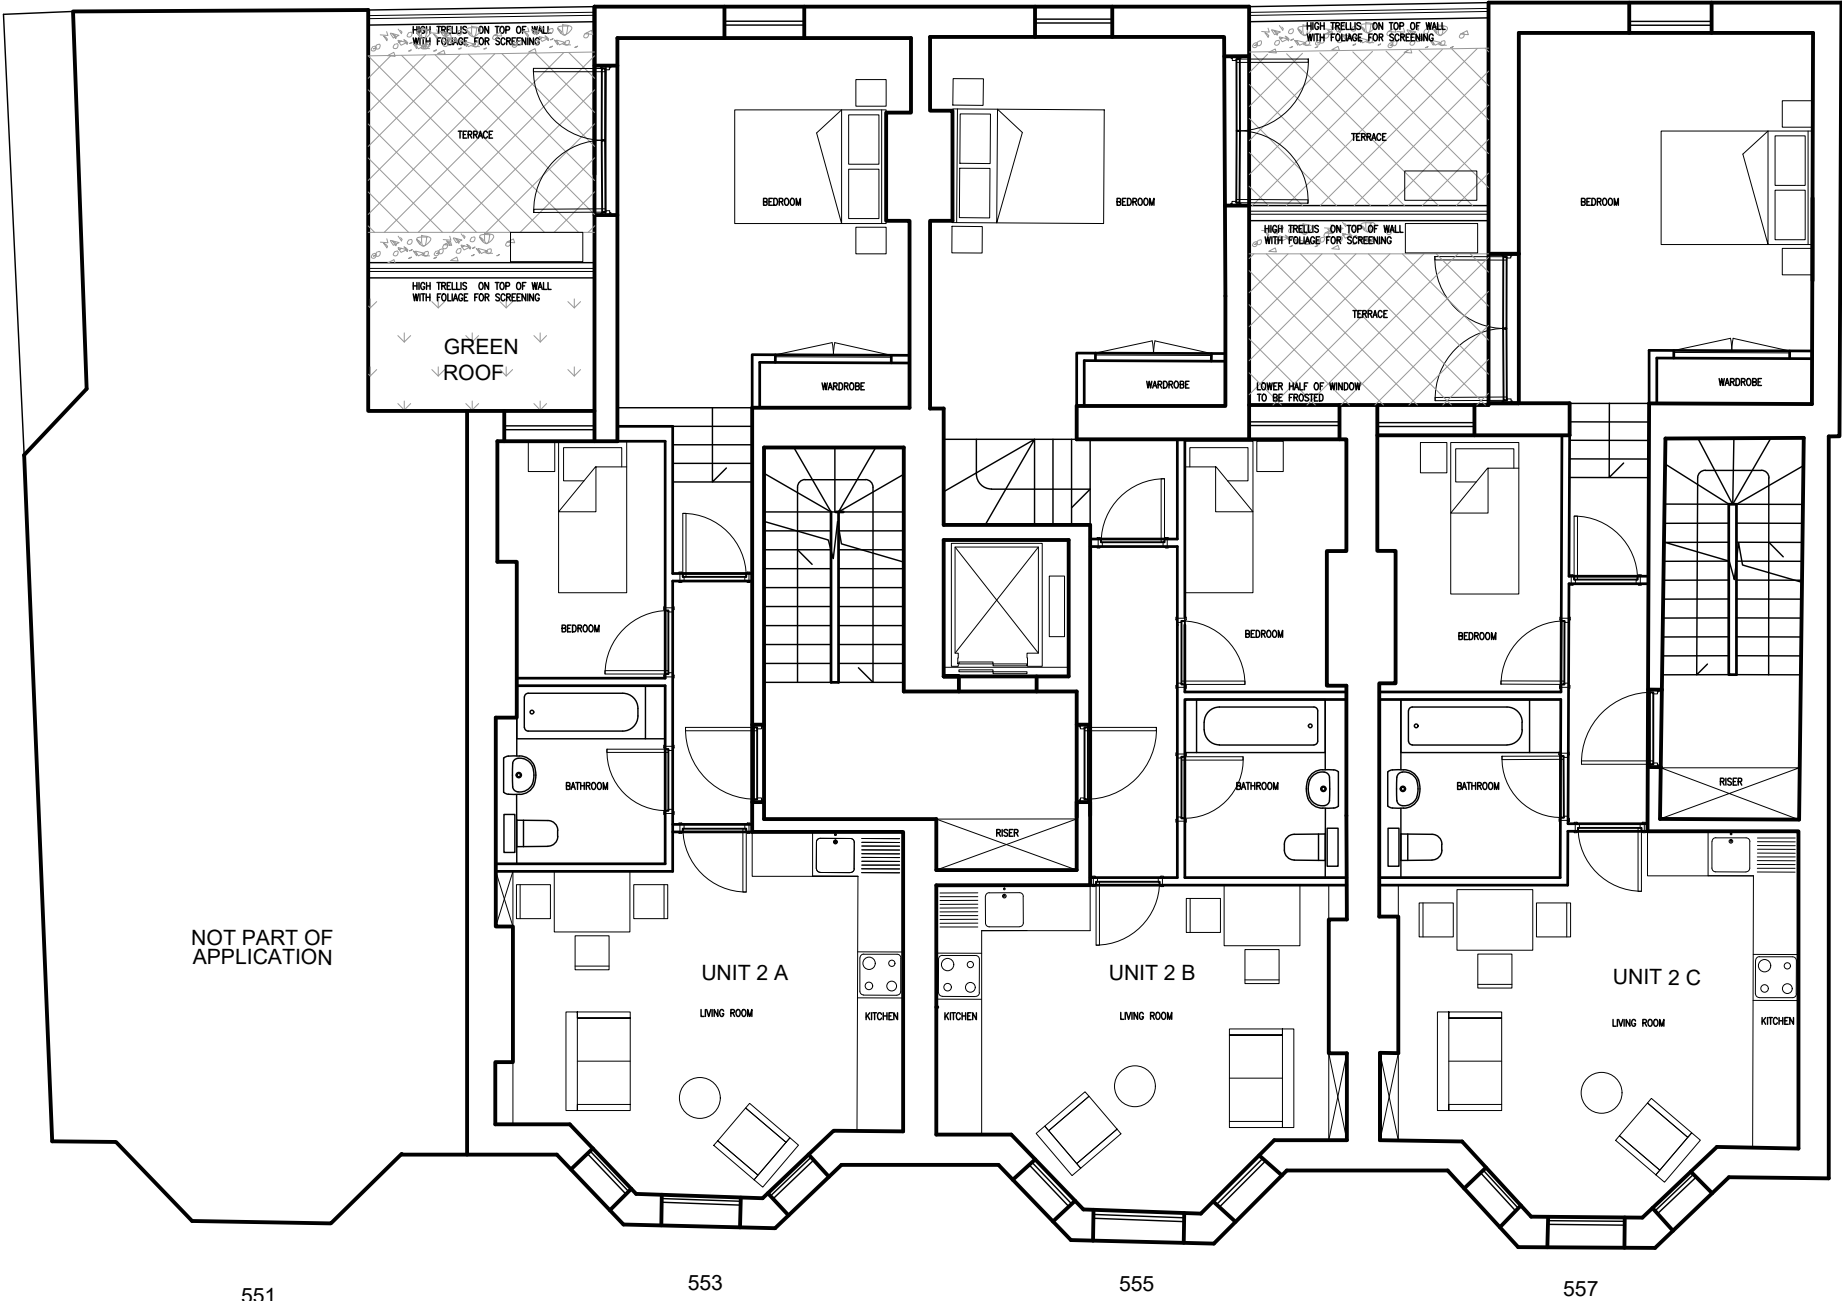 HIGH TRELLIS ON TOP OF WALL
WITH FOLIAGE FOR SCREENING
HIGH TRELLIS ON TOP OF WALL
WITH FOLIAGE FOR SCREENING
TERRACE
TERRACE
BEDROOM
BEDROOM
BEDROOM
HIGH TRELLIS ON TOP OF WALL
WITH FOLIAGE FOR SCREENING
HIGH TRELLIS ON TOP OF WALL
WITH FOLIAGE FOR SCREENING
TERRACE
GREEN
ROOF
WARDROBE
WARDROBE
LOWER HALF OF WINDOW
TO BE FROSTED
WARDROBE
BEDROOM
BEDROOM
BEDROOM
BATHROOM
BATHROOM
BATHROOM
RISER
RISER
NOT PART OF
APPLICATION
UNIT 2 A
UNIT 2 B
UNIT 2 C
LIVING ROOM
KITCHEN
KITCHEN
LIVING ROOM
LIVING ROOM
KITCHEN
551
553
555
557